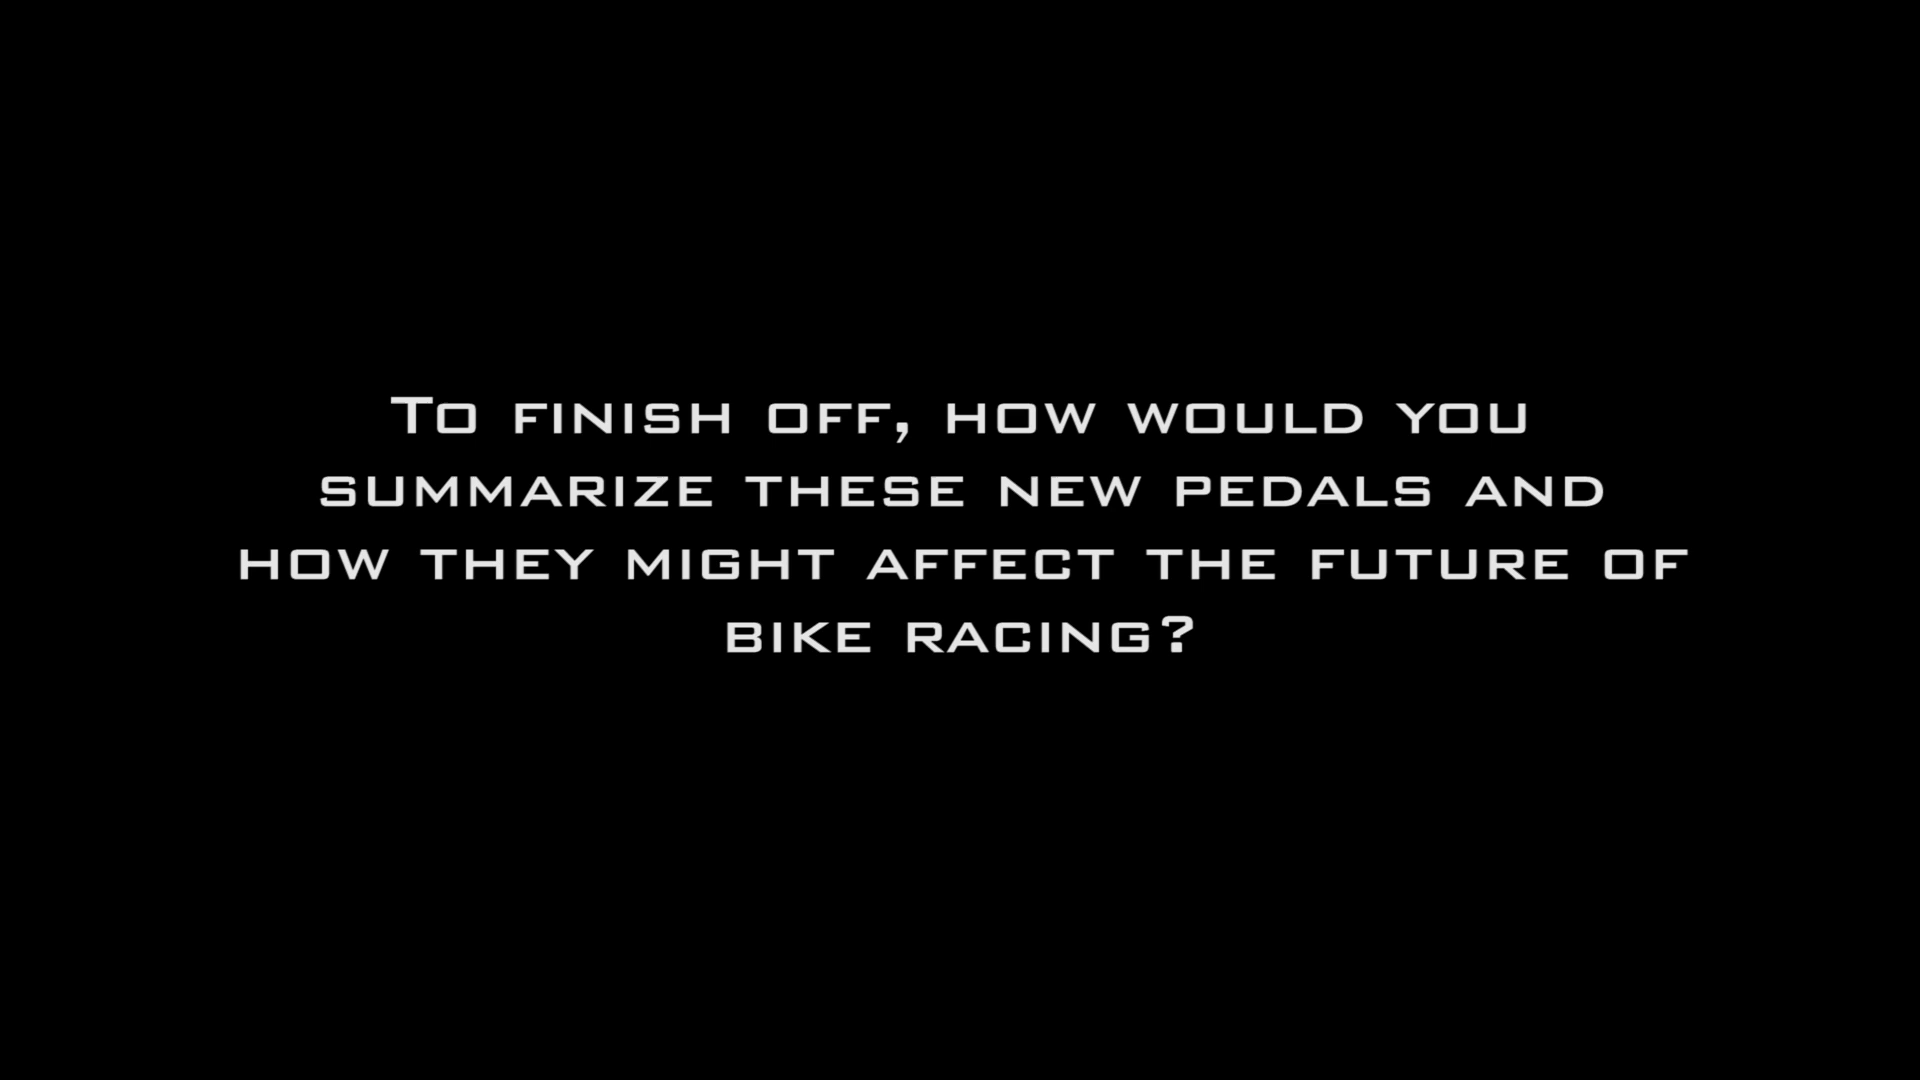 To finish off, how would you
summarize these new pedals and
how they might affect the future of
bike racing?